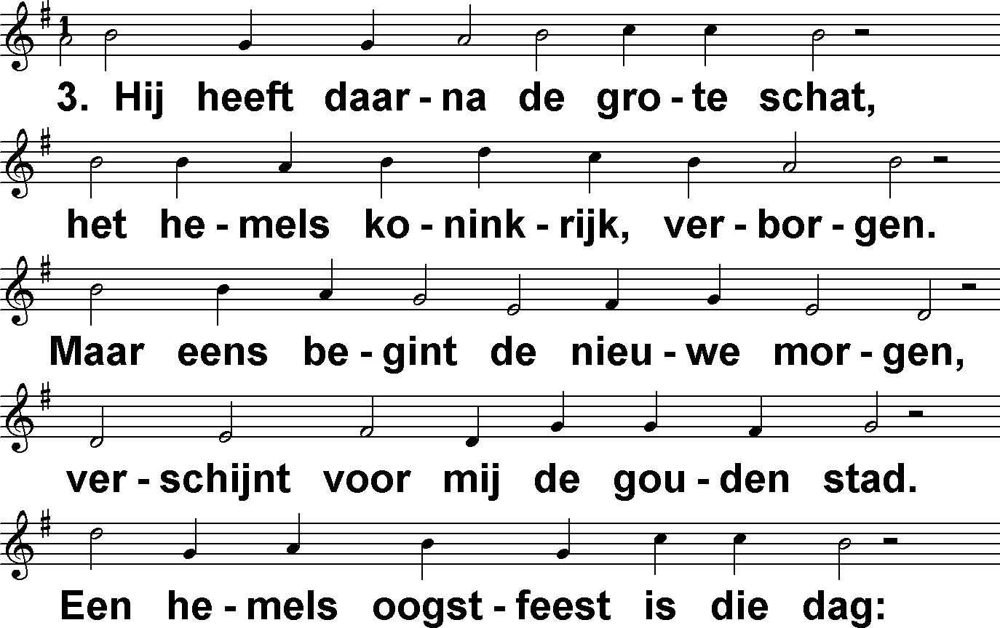 1
3. Hij heeft daar - na de gro - te schat,
het he - mels ko - nink - rijk, ver - bor - gen.
Maar eens be - gint de nieu - we mor - gen,
ver - schijnt voor mij de gou - den stad.
Een he - mels oogst - feest is die dag: